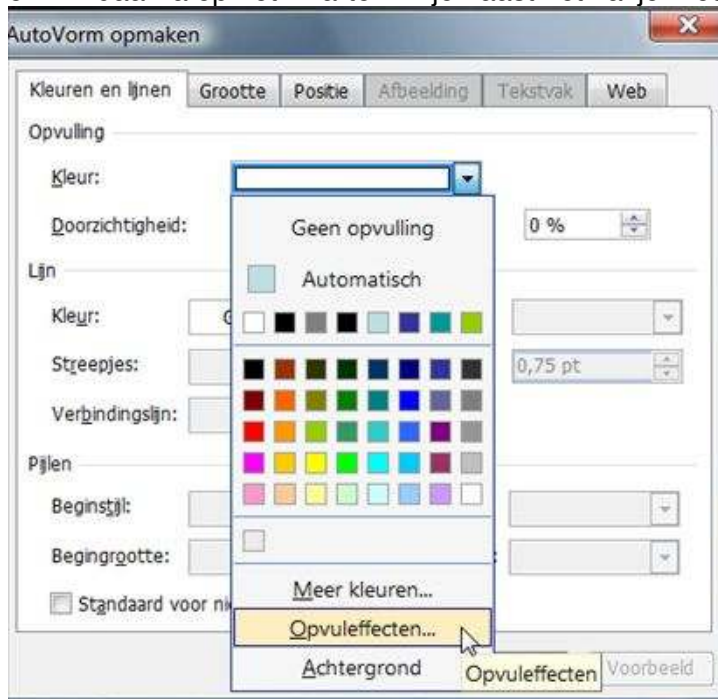 AutoVorm opmaken
Kleuren en lijnen Grootte Positie Afbeelding Tekstvak Web
Opvulling
Kleur:
Geen opvulling
Doorzichtigheid: 0 %
Automatisch
Lijn
Kleur:
Streepjes: 0,75 pt
Verbindingslijn:
Pijlen
Beginstijl:
Begingrootte:
Meer kleuren...
Standaard voor
Opvuleffecten...
Achtergrond
Opvuleffecten
Voorbeeld